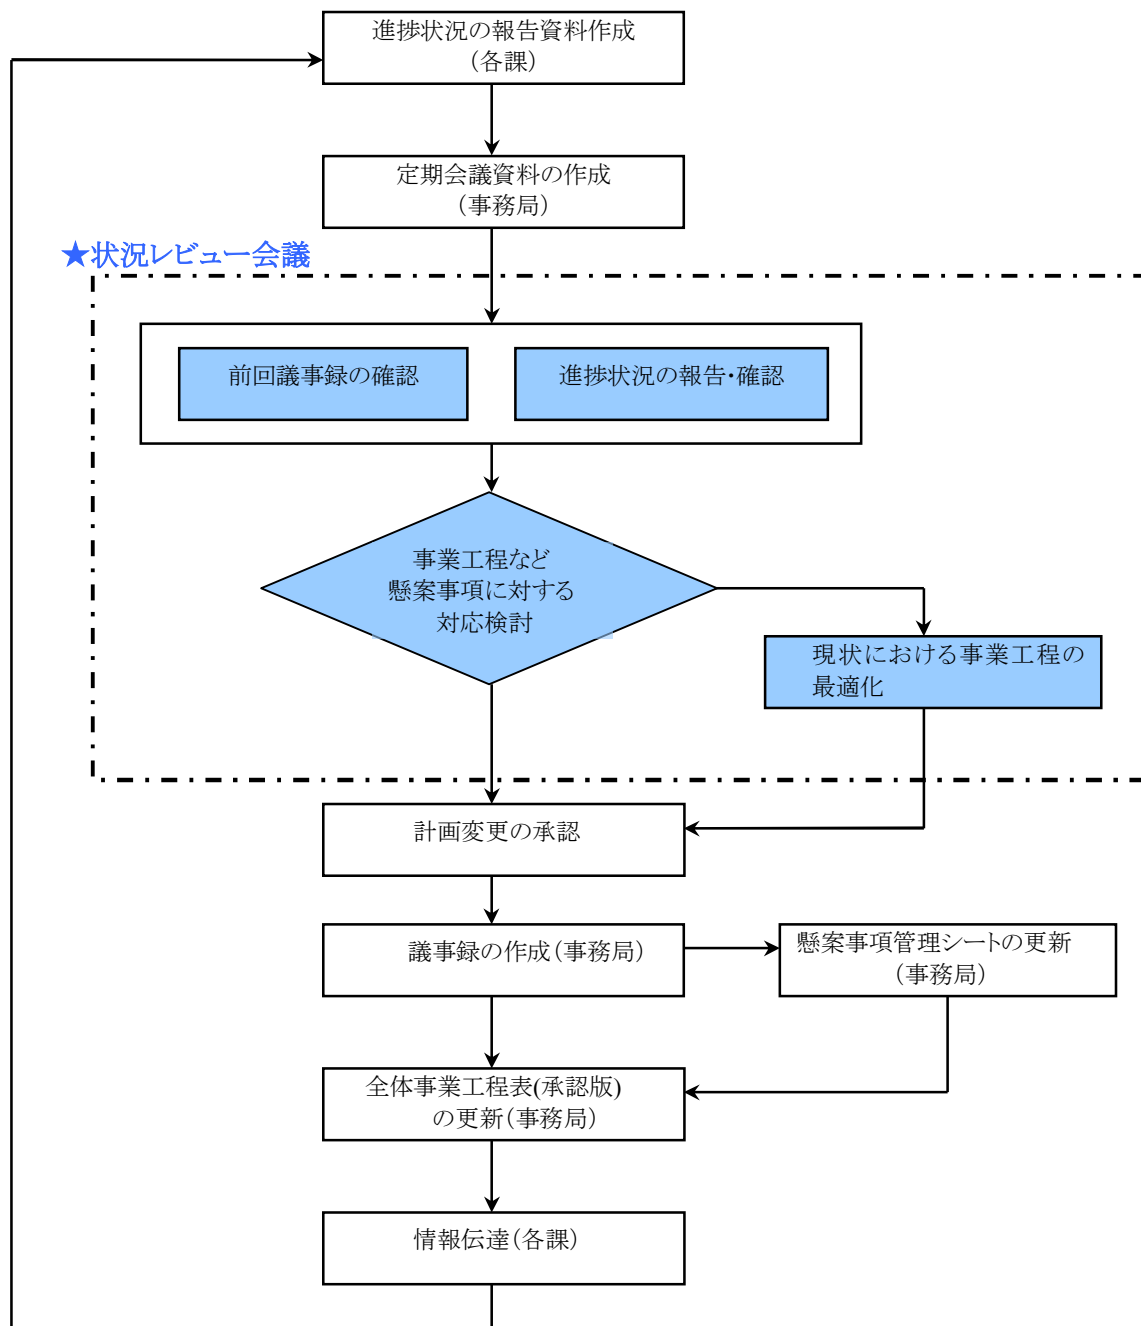 進捗状況の報告資料作成
（各課）
定期会議資料の作成
（事務局）
★状況レビュー会議
前回議事録の確認
進捗状況の報告・確認
事業工程など
懸案事項に対する
対応検討
現状における事業工程の
最適化
計画変更の承認
議事録の作成（事務局）
懸案事項管理シートの更新
（事務局）
全体事業工程表(承認版)
の更新（事務局）
情報伝達（各課）